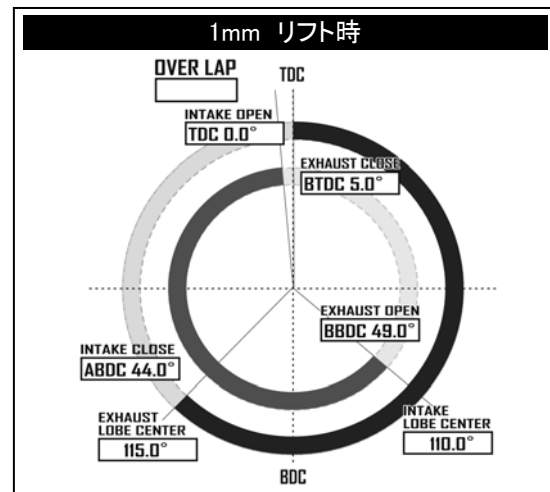 1mm リフト時
OVER LAP
TDC
INTAKE OPEN
TDC 0.0°
EXHAUST CLOSE
BTDC 5.0°
EXHAUST OPEN
BBDC 49.0°
INTAKE CLOSE
ABDC 44.0°
EXHAUST
LOBE CENTER
115.0°
INTAKE
LOBE CENTER
110.0°
BDC